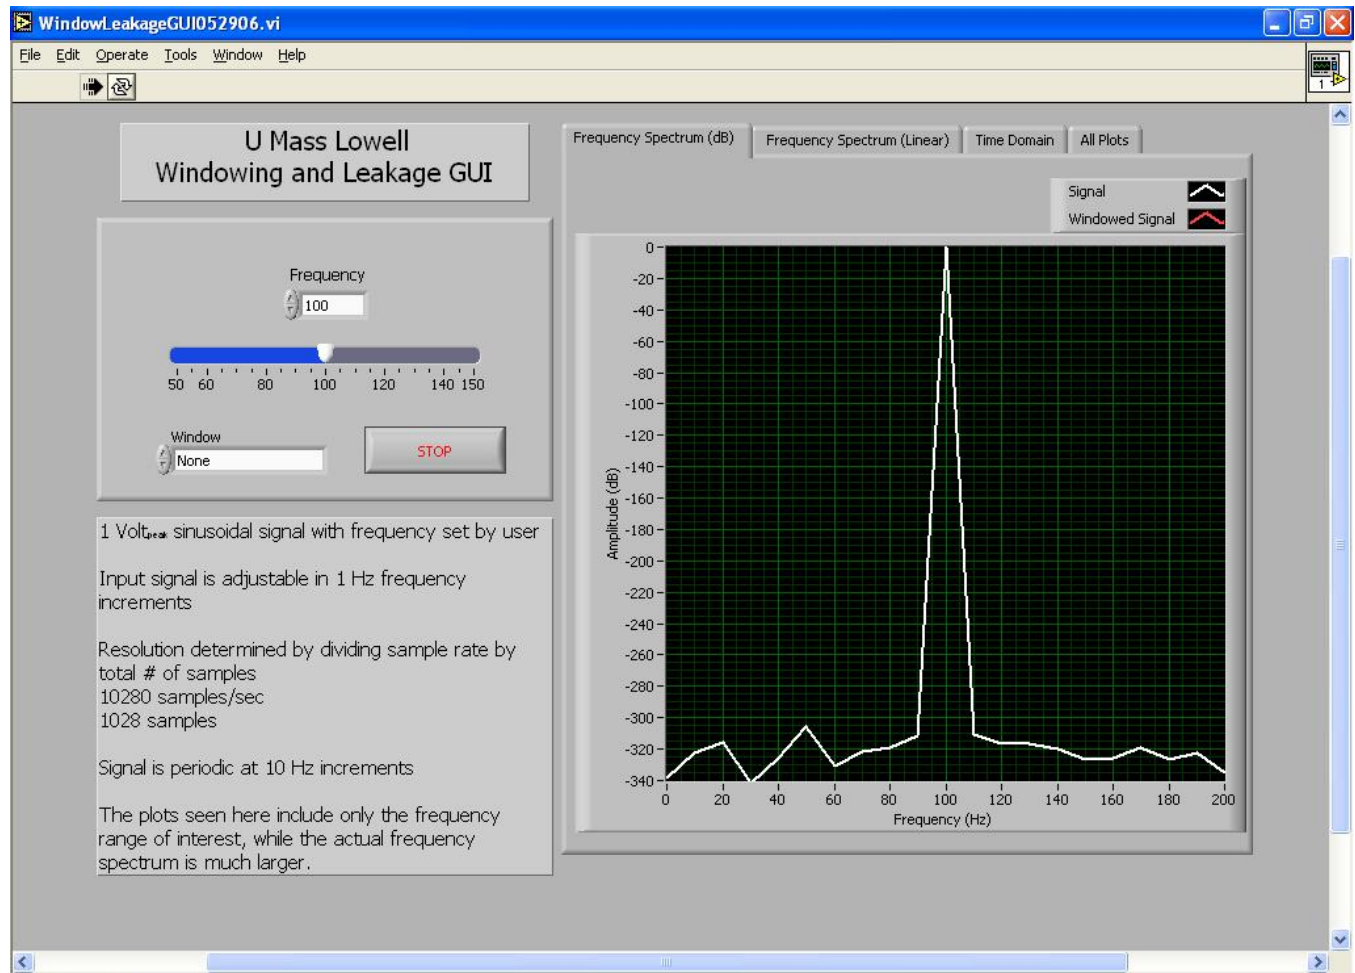 WindowLeakageGUI052906.vi
File Edit Operate Tools Window Help
1
U Mass Lowell
Windowing and Leakage GUI
Frequency
100
50 60 80 100 120 140 150
Window
None
STOP
1 Volt peak sinusoidal signal with frequency set by user
Input signal is adjustable in 1 Hz frequency
increments
Resolution determined by dividing sample rate by
total # of samples
10280 samples/sec
1028 samples
Signal is periodic at 10 Hz increments
The plots seen here include only the frequency
range of interest, while the actual frequency
spectrum is much larger.
Frequency Spectrum (dB) Frequency Spectrum (Linear) Time Domain All Plots
Signal
Windowed Signal
Amplitude (dB)
0
-20
-40
-60
-80
-100
-120
-140
-160
-180
-200
-220
-240
-260
-280
-300
-320
-340
0 20 40 60 80 100 120 140 160 180 200
Frequency (Hz)